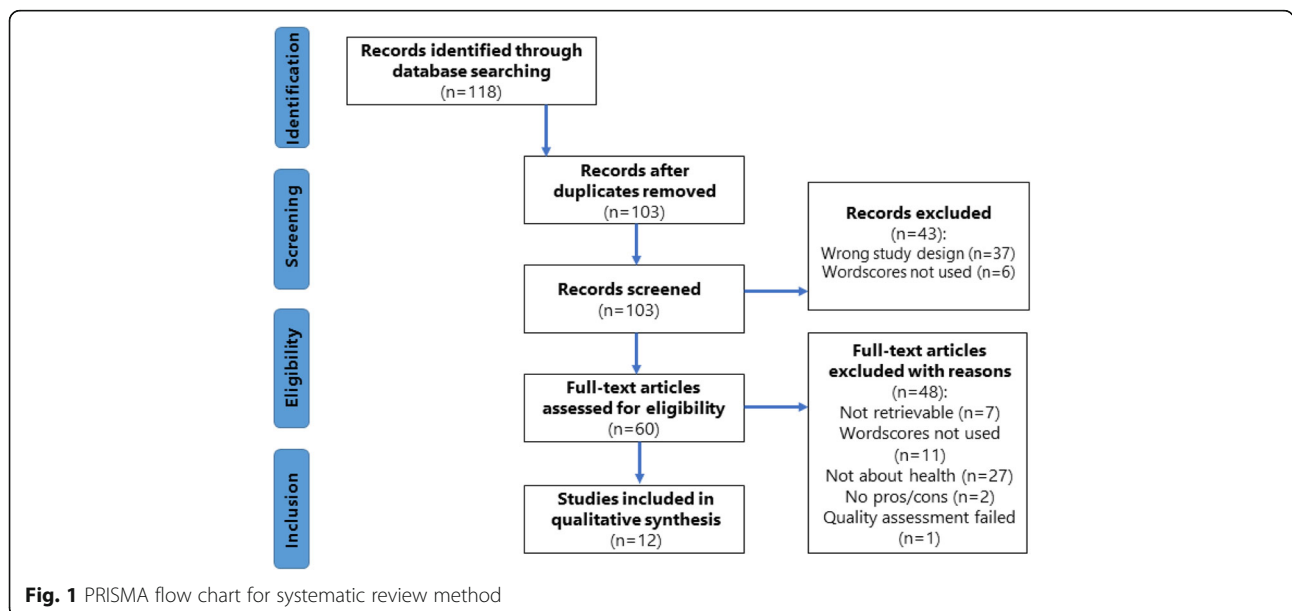 Identification
Records identified through
database searching
(n=118)
Screening
Records after
duplicates removed
(n=103)
Records excluded
(n=43):
Wrong study design (n=37)
Wordscores not used (n=6)
Records screened
(n=103)
Eligibility
Full-text articles
assessed for eligibility
(n=60)
Full-text articles
excluded with reasons
(n=48):
Not retrievable (n=7)
Wordscores not used
(n=11)
Not about health (n=27)
No pros/cons (n=2)
Quality assessment failed
(n=1)
Inclusion
Studies included in
qualitative synthesis
(n=12)
Fig. 1 PRISMA flow chart for systematic review method